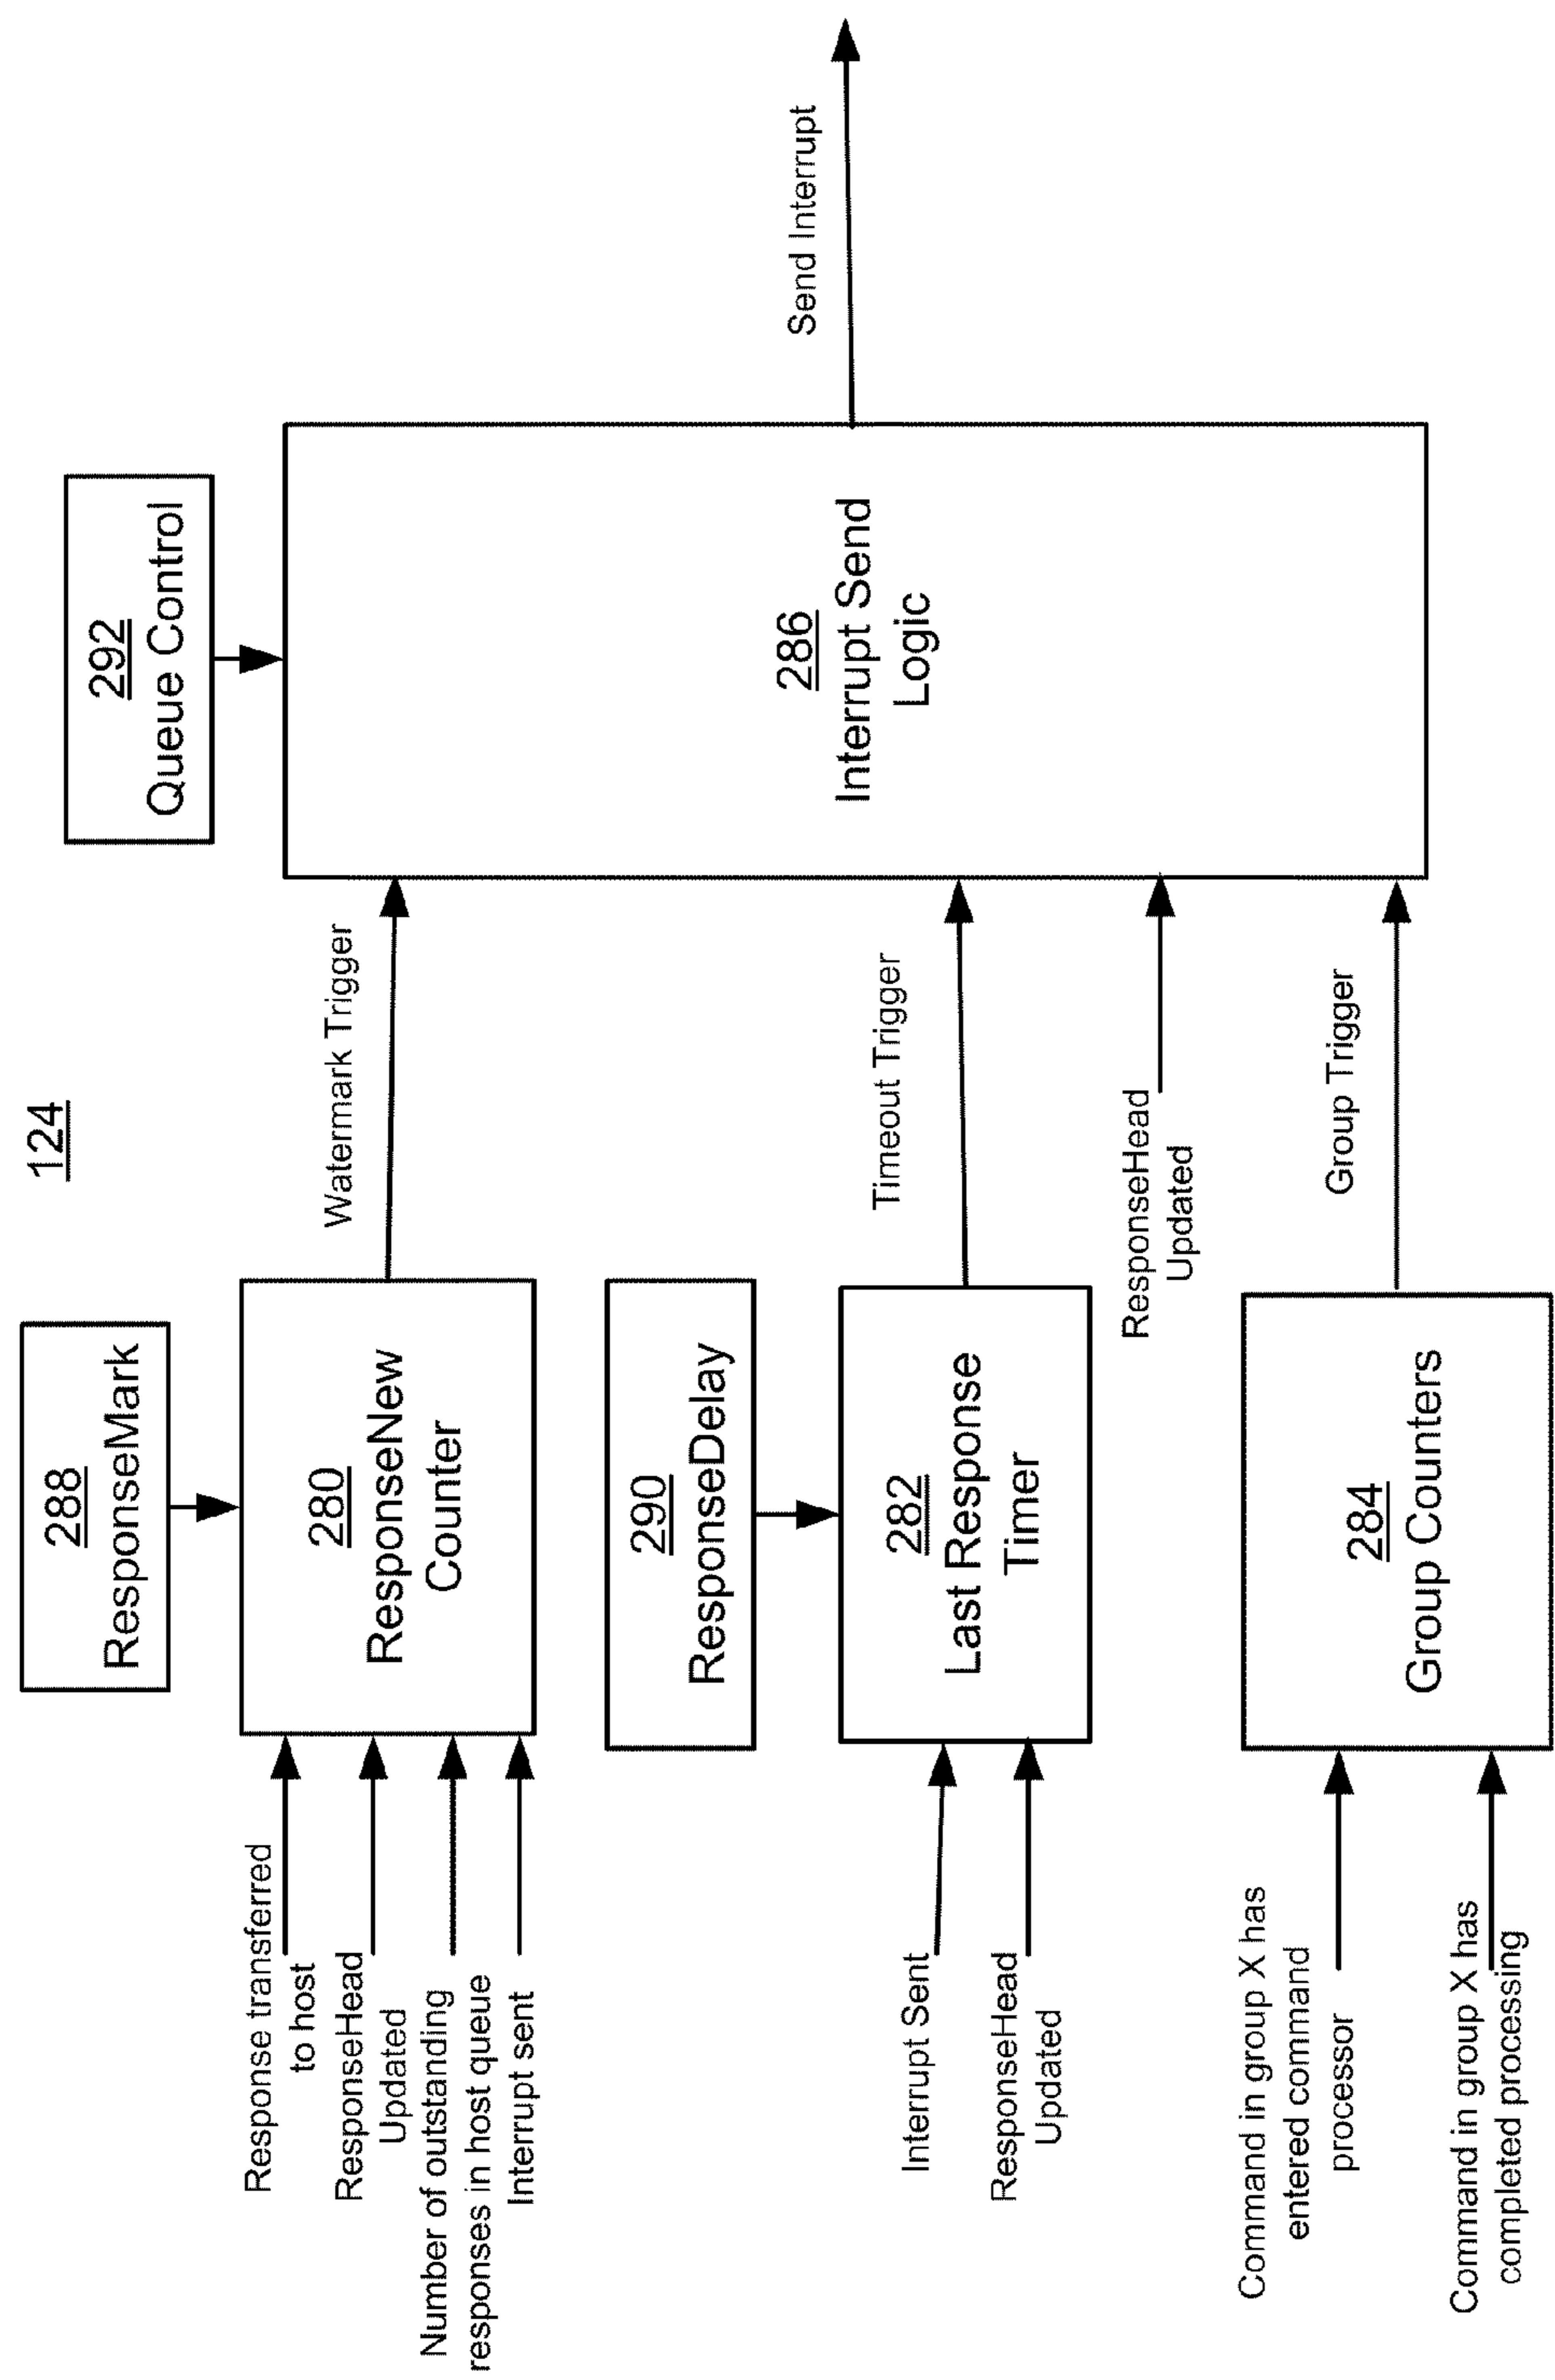 124
288
ResponseMark
292
Queue Control
Response transferred
to host
ResponseHead
Updated
Number of outstanding
responses in host queue
Interrupt sent
280
ResponseNew
Counter
Watermark Trigger
290
ResponseDelay
286
Interrupt Send
Logic
Send Interrupt
Interrupt Sent
ResponseHead
Updated
282
Last Response
Timer
Timeout Trigger
ResponseHead
Updated
Command in group X has
entered command
processor
Command in group X has
completed processing
284
Group Counters
Group Trigger